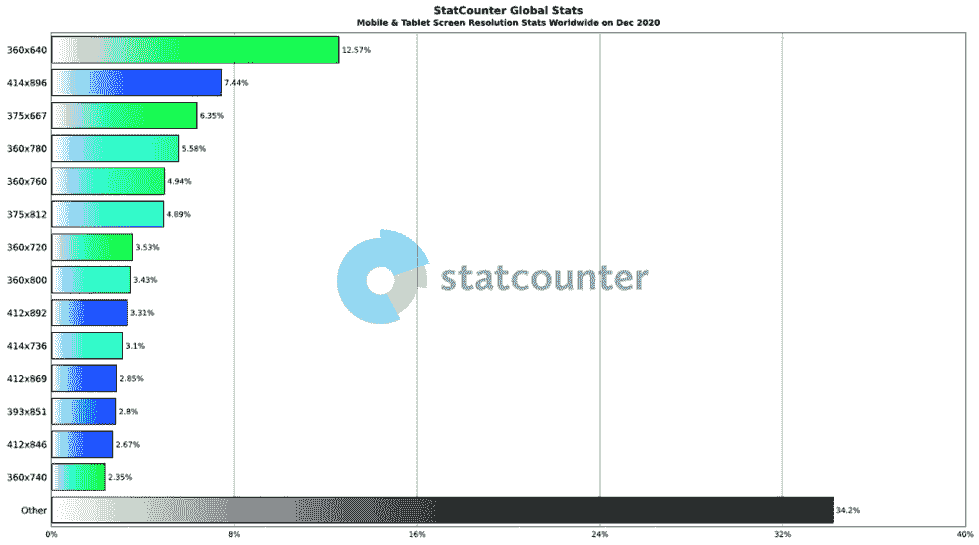 StatCounter Global Stats
Mobile & Tablet Screen Resolution Stats Worldwide on Dec 2020
360x640 12.57%
414x896 7.44%
375x667 6.35%
360x780 5.58%
360x760 4.94%
375x812 4.89%
360x720 3.53%
360x800 3.43%
412x892 3.31%
414x736 3.1%
412x869 2.85%
393x851 2.8%
412x846 2.67%
360x740 2.35%
Other 34.2%
statcounter
0% 8% 16% 24% 32% 40%